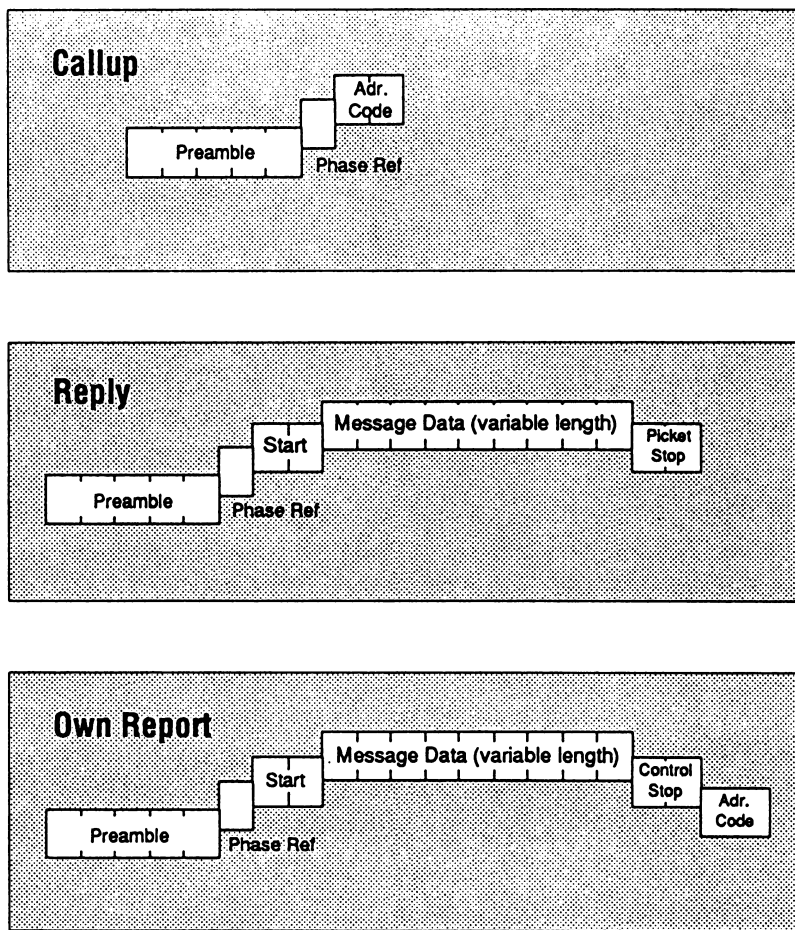 Callup
Adr.
Code
Preamble
Phase Ref
Reply
Message Data (variable length)
Start
Picket
Stop
Preamble
Phase Ref
Own Report
Message Data (variable length)
Start
Control
Stop
Adr.
Code
Preamble
Phase Ref